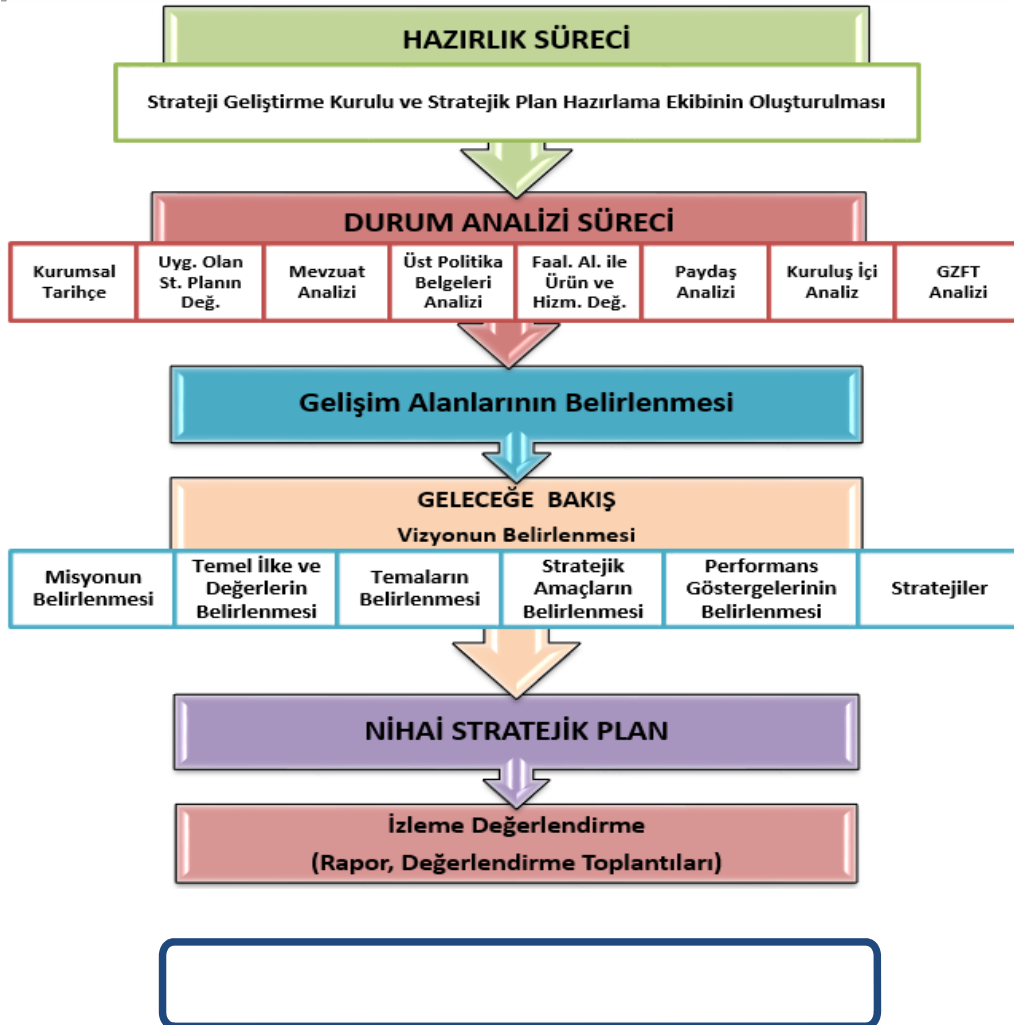 HAZIRLIK SÜRECİ
Strateji Geliştirme Kurulu ve Stratejik Plan Hazırlama Ekibinin Oluşturulması
DURUM ANALİZİ SÜRECİ
Kurumsal
Tarihçe
Uyg. Olan
St. Planın
Değ.
Mevzuat
Analizi
Üst Politika
Belgeleri
Analizi
Faal. Al. ile
Ürün ve
Hizm. Değ.
Paydaş
Analizi
Kuruluş İçi
Analiz
GZFT
Analizi
Gelişim Alanlarının Belirlenmesi
GELECEĞE BAKIŞ
Vizyonun Belirlenmesi
Misyonun
Belirlenmesi
Temel İlke ve
Değerlerin
Belirlenmesi
Temaların
Belirlenmesi
Stratejik
Amaçların
Belirlenmesi
Performans
Göstergelerinin
Belirlenmesi
Stratejiler
NİHAİ STRATEJİK PLAN
İzleme Değerlendirme
(Rapor, Değerlendirme Toplantıları)